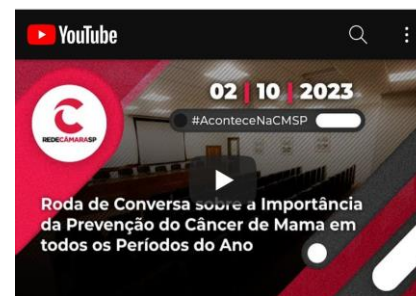 YouTube
02 | 10 | 2023
#AconteceNaCMSP
REDECÂMARASP
Roda de Conversa sobre a Importância
da Prevenção do Câncer de Mama em
todos os Períodos do Ano